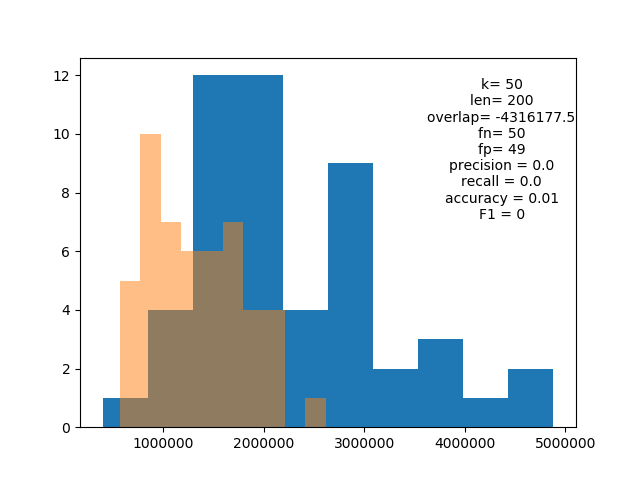 12
10
8
6
4
2
0
k= 50
len= 200
overlap= -4316177.5
fn= 50
fp= 49
precision = 0.0
recall = 0.0
accuracy = 0.01
F1 = 0
1000000 2000000 3000000 4000000 5000000